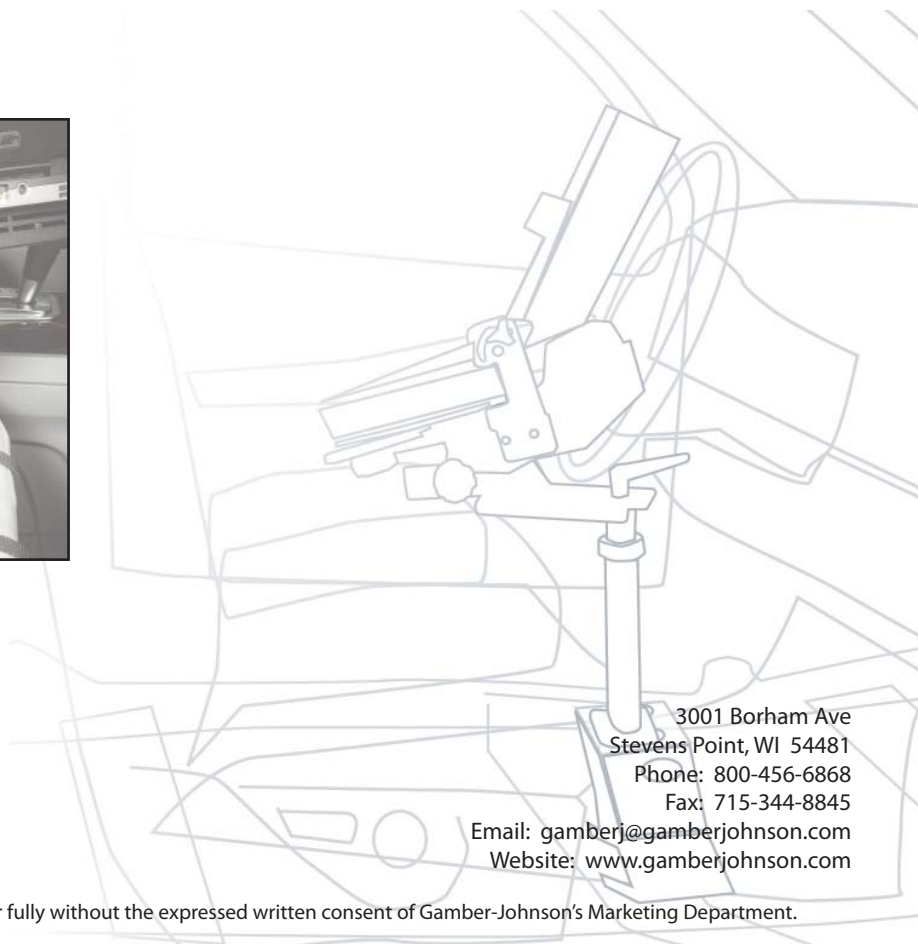 3001 Borham Ave
Stevens Point, WI  54481
Phone:  800-456-6868
Fax:  715-344-8845
Email:  gamberj@gamberjohnson.com
Website:  www.gamberjohnson.com
fully without the expressed written consent of Gamber-Johnson's Marketing Department.